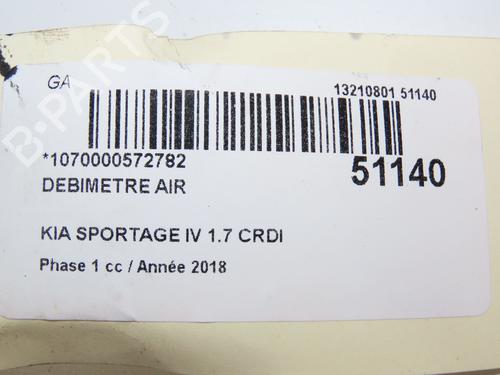 GA
13210801 51140
*1070000572782
51140
DEBIMETRE AIR
KIA SPORTAGE IV 1.7 CRDI
Phase 1 cc / Année 2018
B-PARTS